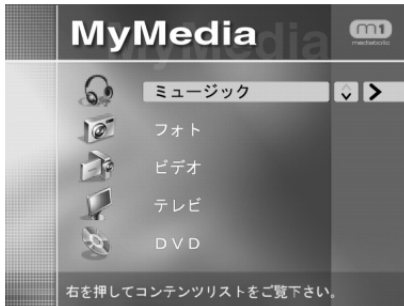 MyMedia
m1
mediabolic
ミュージック
フォト
ビデオ
テレビ
DVD
右を押してコンテンツリストをご覧下さい。